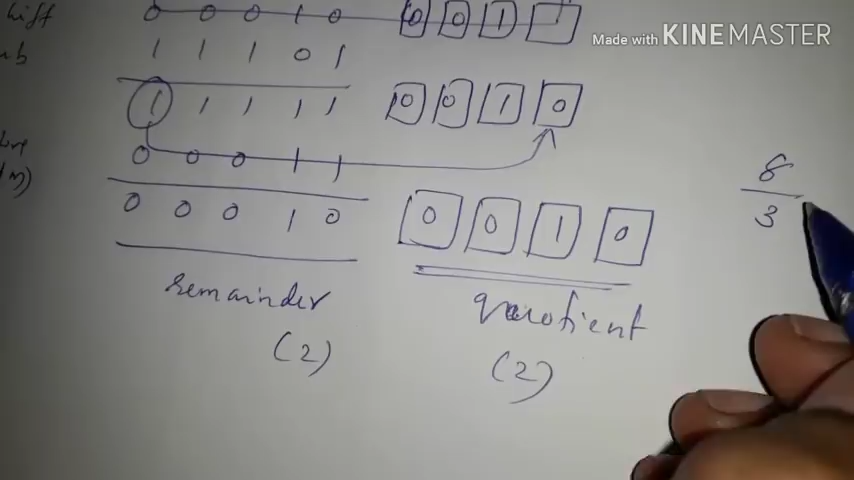 hift 0 0 0 1 0 0 0 1
Made with KINEMASTER
ub 1 1 1 0 1
1 1 1 1 1 0 0 1 0
0 0 0 1 1
8
3
0 0 0 1 0 0 0 1 0
remainder quotient
(2) (2)